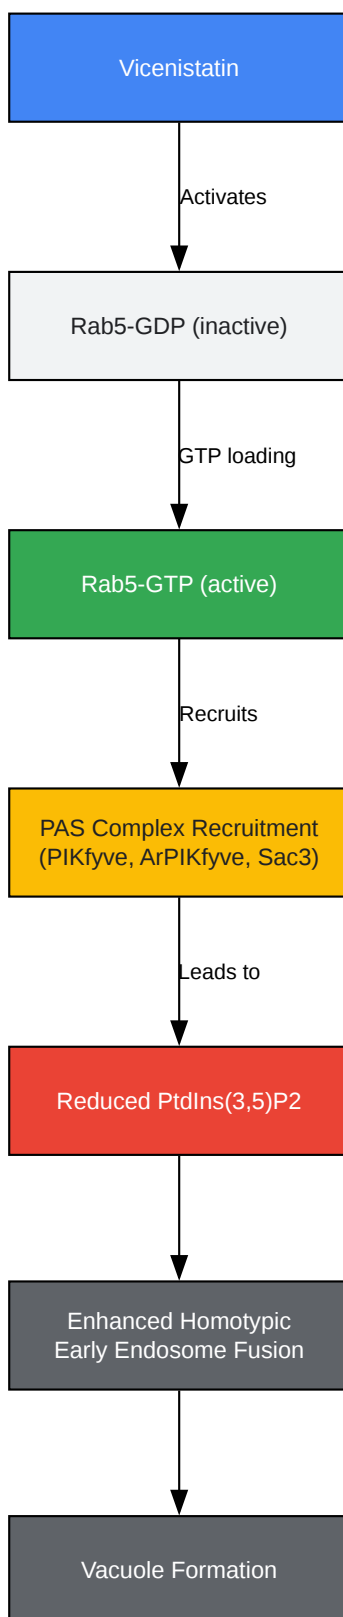 Vicenistatin
Activates
Rab5-GDP (inactive)
GTP loading
Rab5-GTP (active)
Recruits
PAS Complex Recruitment
(PIKfyve, ArPIKfyve, Sac3)
Leads to
Reduced PtdIns(3,5)P2
Enhanced Homotypic
Early Endosome Fusion
Vacuole Formation